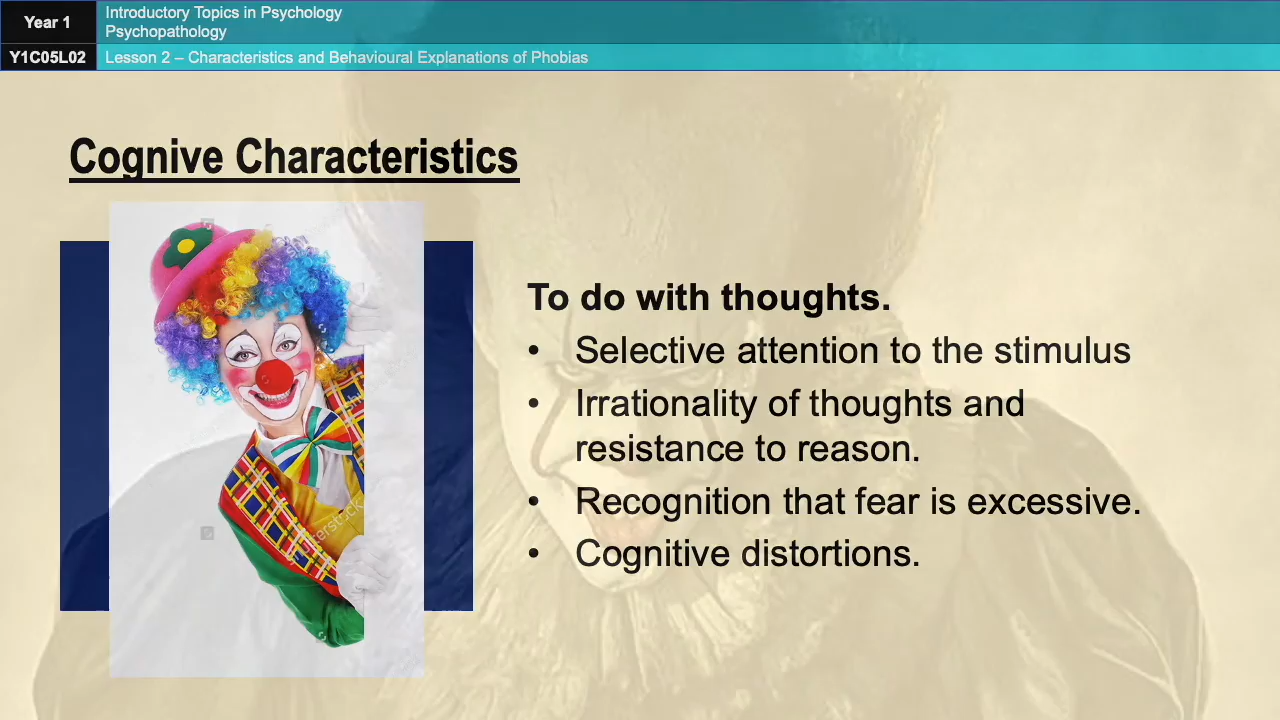 Year 1
Introductory Topics in Psychology
Psychopathology
Y1C05L02
Lesson 2 – Characteristics and Behavioural Explanations of Phobias
Cognive Characteristics
To do with thoughts.
• Selective attention to the stimulus
• Irrationality of thoughts and
resistance to reason.
• Recognition that fear is excessive.
• Cognitive distortions.